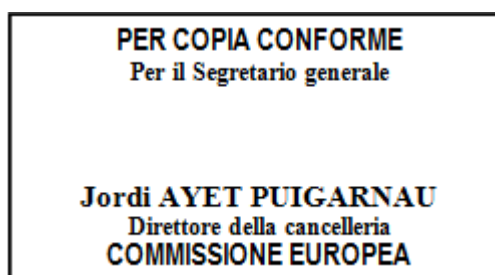 PER COPIA CONFORME
Per il Segretario generale
Jordi AYET PUIGARNAU
Direttore della cancelleria
COMMISSIONE EUROPEA